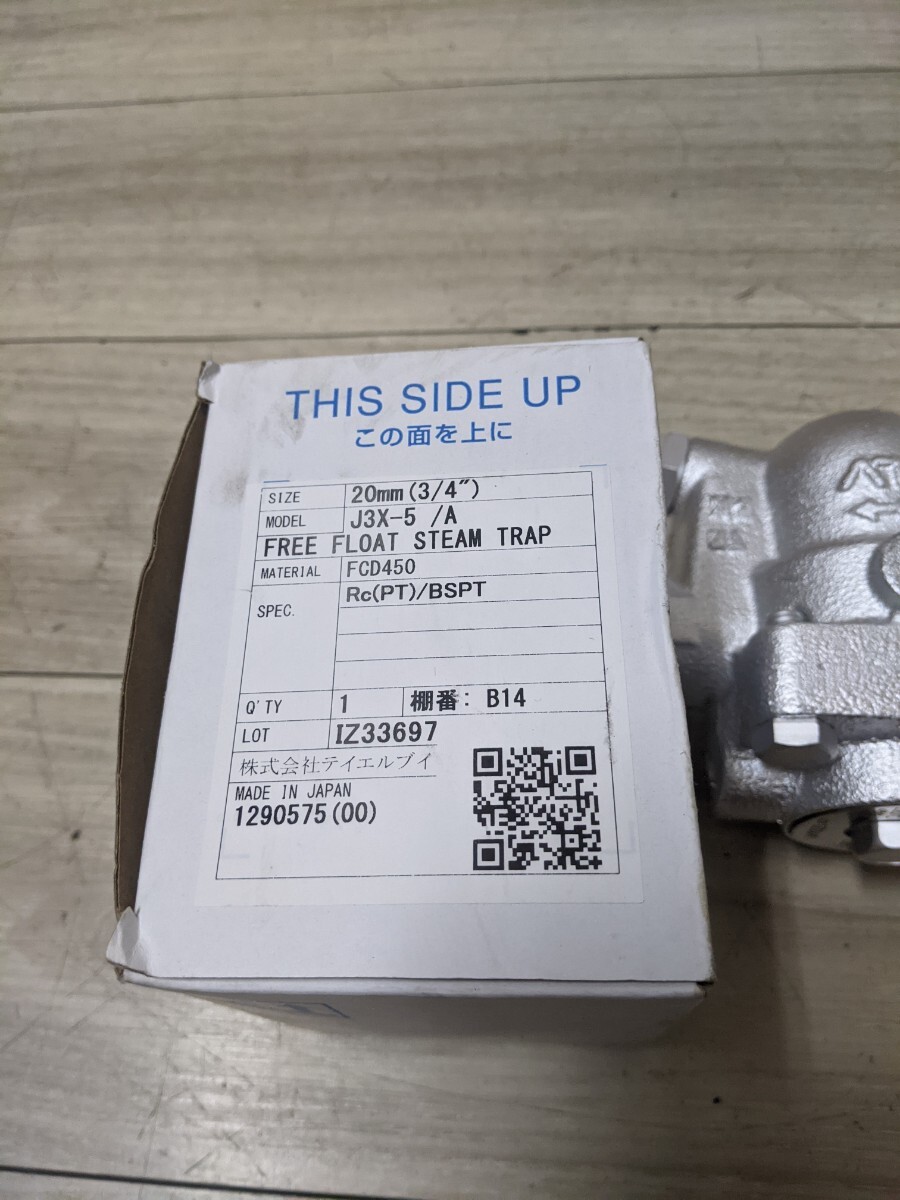 THIS SIDE UP
この面を上に
SIZE 20mm(3/4")
MODEL J3X-5 /A
FREE FLOAT STEAM TRAP
MATERIAL FCD450
SPEC. Rc(PT)/BSPT
Q'TY 1 棚番: B14
LOT IZ33697
株式会社テイエルブイ
MADE IN JAPAN
1290575(00)